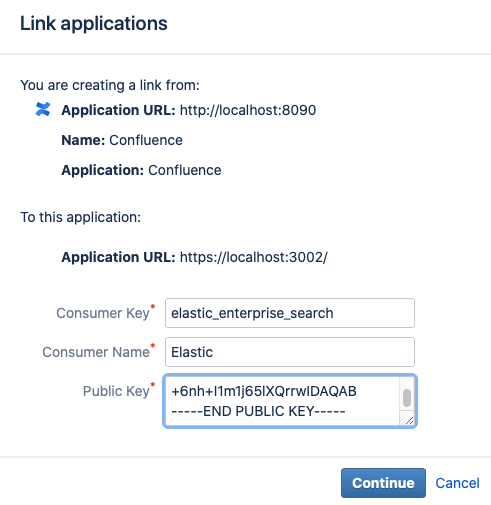 Link applications
You are creating a link from:
Application URL: http://localhost:8090
Name: Confluence
Application: Confluence
To this application:
Application URL: https://localhost:3002/
Consumer Key* elastic_enterprise_search
Consumer Name* Elastic
Public Key* +6nh+l1m1j65lXQrrwIDAQAB
-----END PUBLIC KEY-----
Continue Cancel